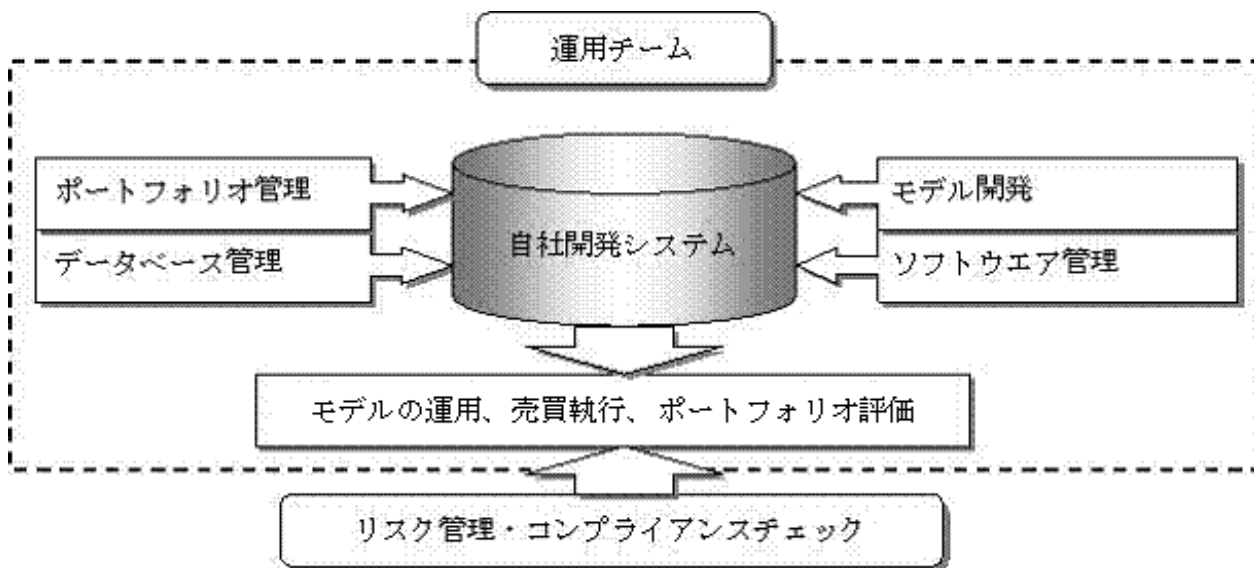 運用チーム
ポートフォリオ管理
モデル開発
自社開発システム
データベース管理
ソフトウエア管理
モデルの運用、売買執行、ポートフォリオ評価
リスク管理・コンプライアンスチェック